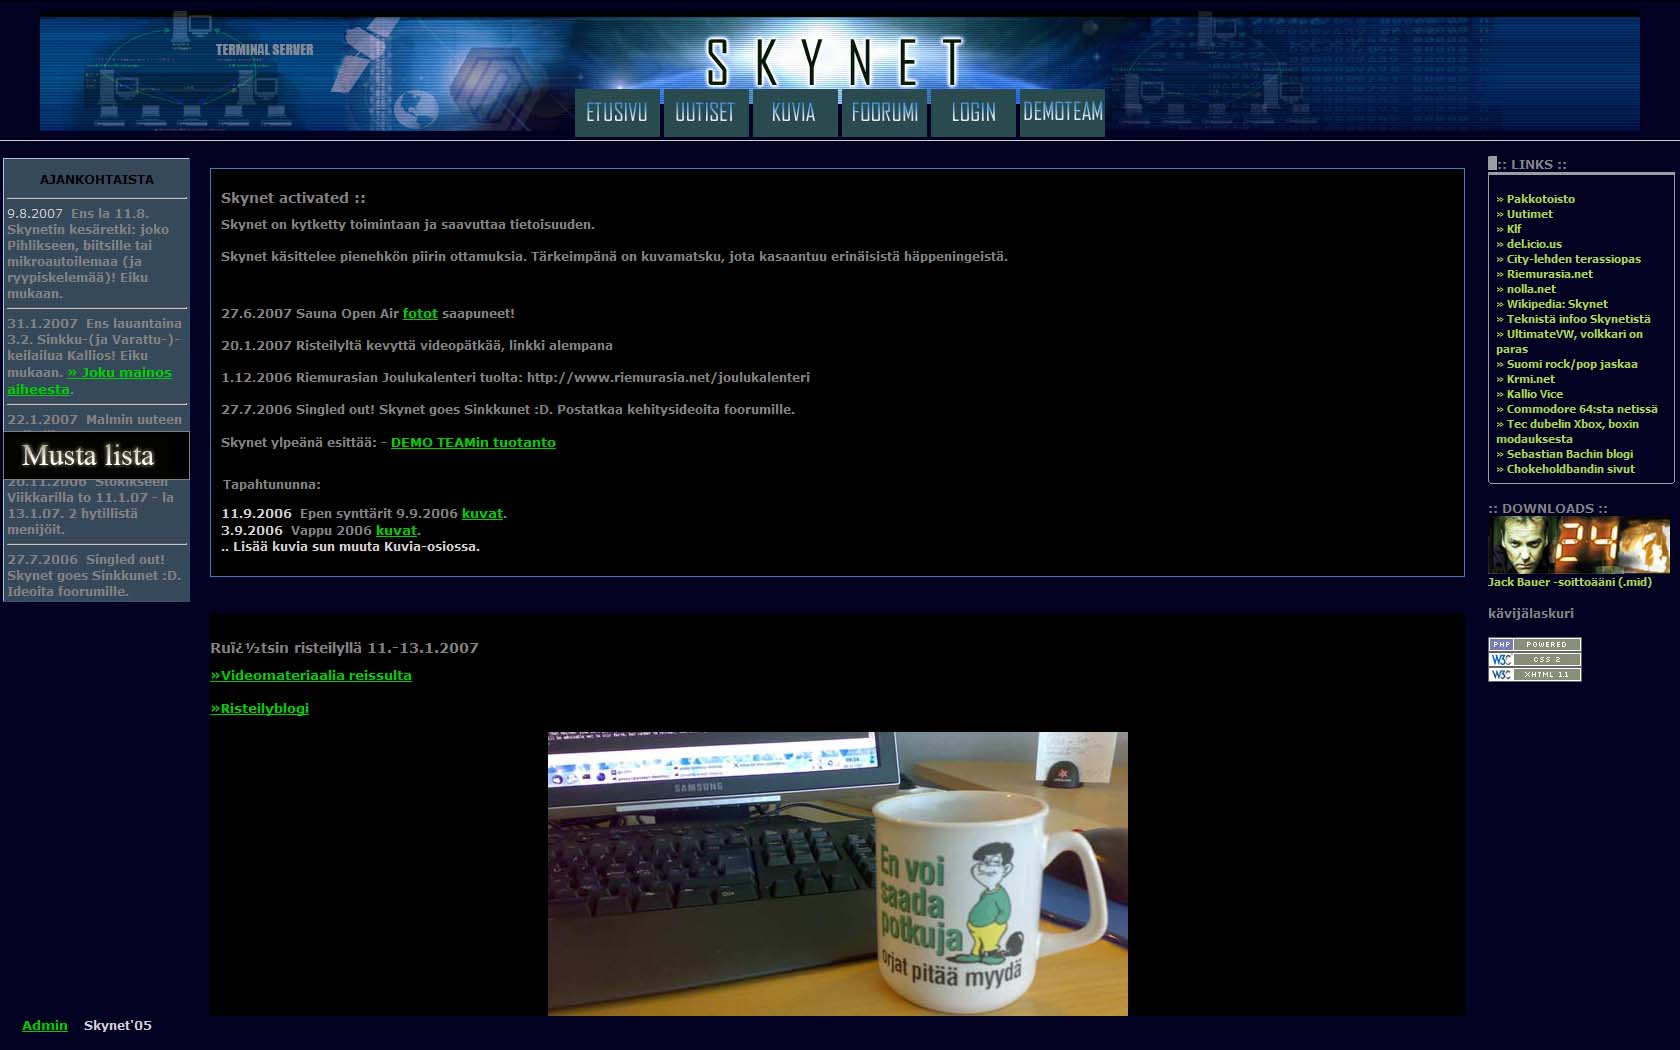 TERMINAL SERVER
SKYNET
ETUSIVU UUTISET KUVIA FOORUMI LOGIN DEMOTEAM
AJANKOHTAISTA
9.8.2007 Ens la 11.8.
Skynetin kesäretki: joko
Pihlikseen, biitsille tai
mikroautoilemaa (ja
ryypiskelemää)! Eiku
mukaan.
31.1.2007 Ens lauantaina
3.2. Sinkku-(ja Varattu-)-
keilailua Kallios! Eiku
mukaan. » Joku mainos
aiheesta.
22.1.2007 Malmin uuteen
Musta lista
20.11.2006 Stokikseen
Viikkarilla to 11.1.07 - la
13.1.07. 2 hytillistä
menijöit.
27.7.2006 Singled out!
Skynet goes Sinkkunet :D.
Ideoita foorumille.
Skynet activated ::
Skynet on kytketty toimintaan ja saavuttaa tietoisuuden.
Skynet käsittelee pienehkön piirin ottamuksia. Tärkeimpänä on kuvamatsku, jota kasaantuu erinäisistä häppeningeistä.
27.6.2007 Sauna Open Air fotot saapuneet!
20.1.2007 Risteilyltä kevyttä videopätkää, linkki alempana
1.12.2006 Riemurasian Joulukalenteri tuolta: http://www.riemurasia.net/joulukalenteri
27.7.2006 Singled out! Skynet goes Sinkkunet :D. Postatkaa kehitysideoita foorumille.
Skynet ylpeänä esittää: - DEMO TEAMin tuotanto
Tapahtununna:
11.9.2006 Epen synttärit 9.9.2006 kuvat.
3.9.2006 Vappu 2006 kuvat.
.. Lisää kuvia sun muuta Kuvia-osiossa.
Ruï¿½tsin risteilyllä 11.-13.1.2007
»Videomateriaalia reissulta
»Risteilyblogi
SAMSUNG
En voi
saada
potkuja
orjat pitää myydä
:: LINKS ::
» Pakkotoisto
» Uutimet
» Klf
» del.icio.us
» City-lehden terassiopas
» Riemurasia.net
» nolla.net
» Wikipedia: Skynet
» Teknistä infoo Skynetistä
» UltimateVW, volkkari on
paras
» Suomi rock/pop jaskaa
» Krmi.net
» Kallio Vice
» Commodore 64:sta netissä
» Tec dubelin Xbox, boxin
modauksesta
» Sebastian Bachin blogi
» Chokeholdbandin sivut
:: DOWNLOADS ::
24
Jack Bauer -soittoääni (.mid)
kävijälaskuri
PHP POWERED
W3C CSS 2
W3C XHTML 1.1
Admin Skynet'05